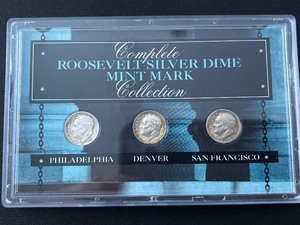 Complete
ROOSEVELT SILVER DIME
MINT MARK
Collection
PHILADELPHIA DENVER SAN FRANCISCO